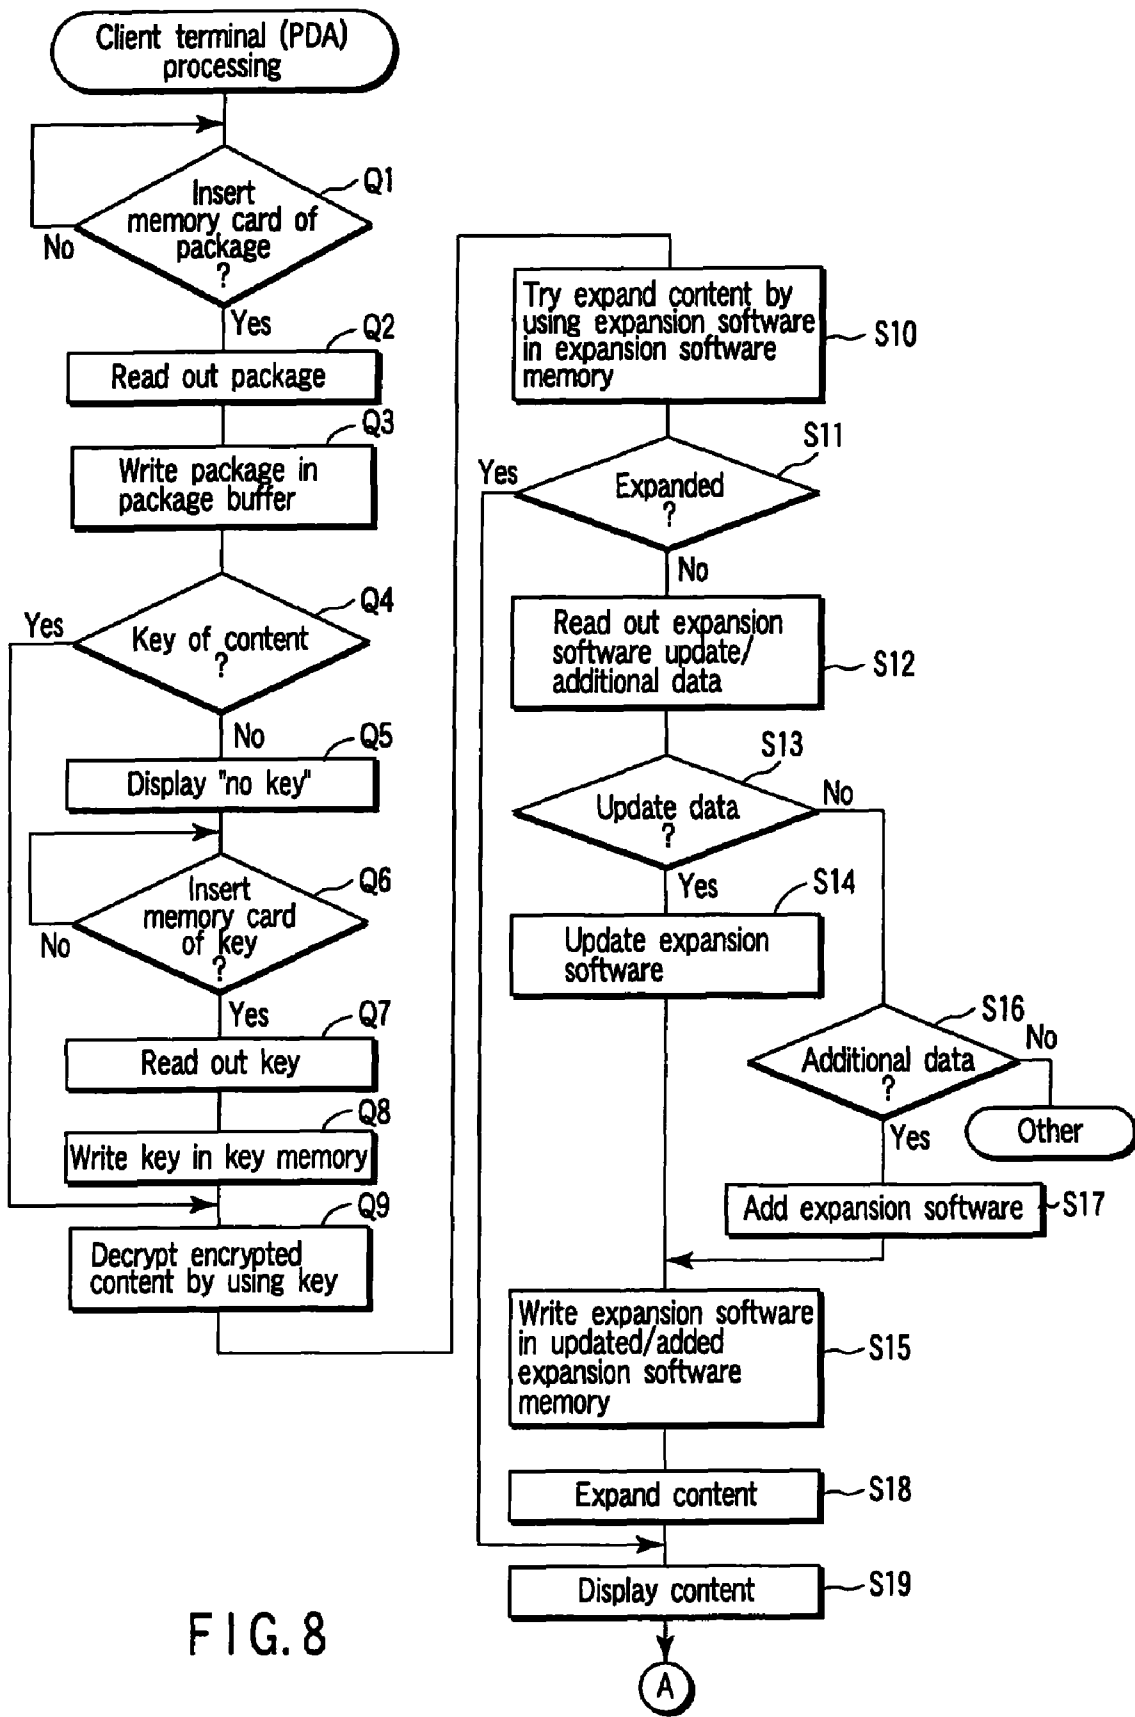 Client terminal (PDA)
processing
Q1
Insert
memory card of
package
?
No
Yes
Q2
Read out package
Q3
Write package in
package buffer
Q4
Yes
Key of content
?
No
Q5
Display "no key"
Q6
Insert
memory card
of key
?
No
Yes
Q7
Read out key
Q8
Write key in key memory
Q9
Decrypt encrypted
content by using key
Try expand content by
using expansion software
in expansion software
memory
S10
S11
Yes
Expanded
?
No
Read out expansion
software update/
additional data
S12
S13
No
Update data
?
Yes
S14
Update expansion
software
S16
No
Additional data
?
Yes
Other
Add expansion software
S17
Write expansion software
in updated/added
expansion software
memory
S15
Expand content
S18
Display content
S19
A
FIG. 8